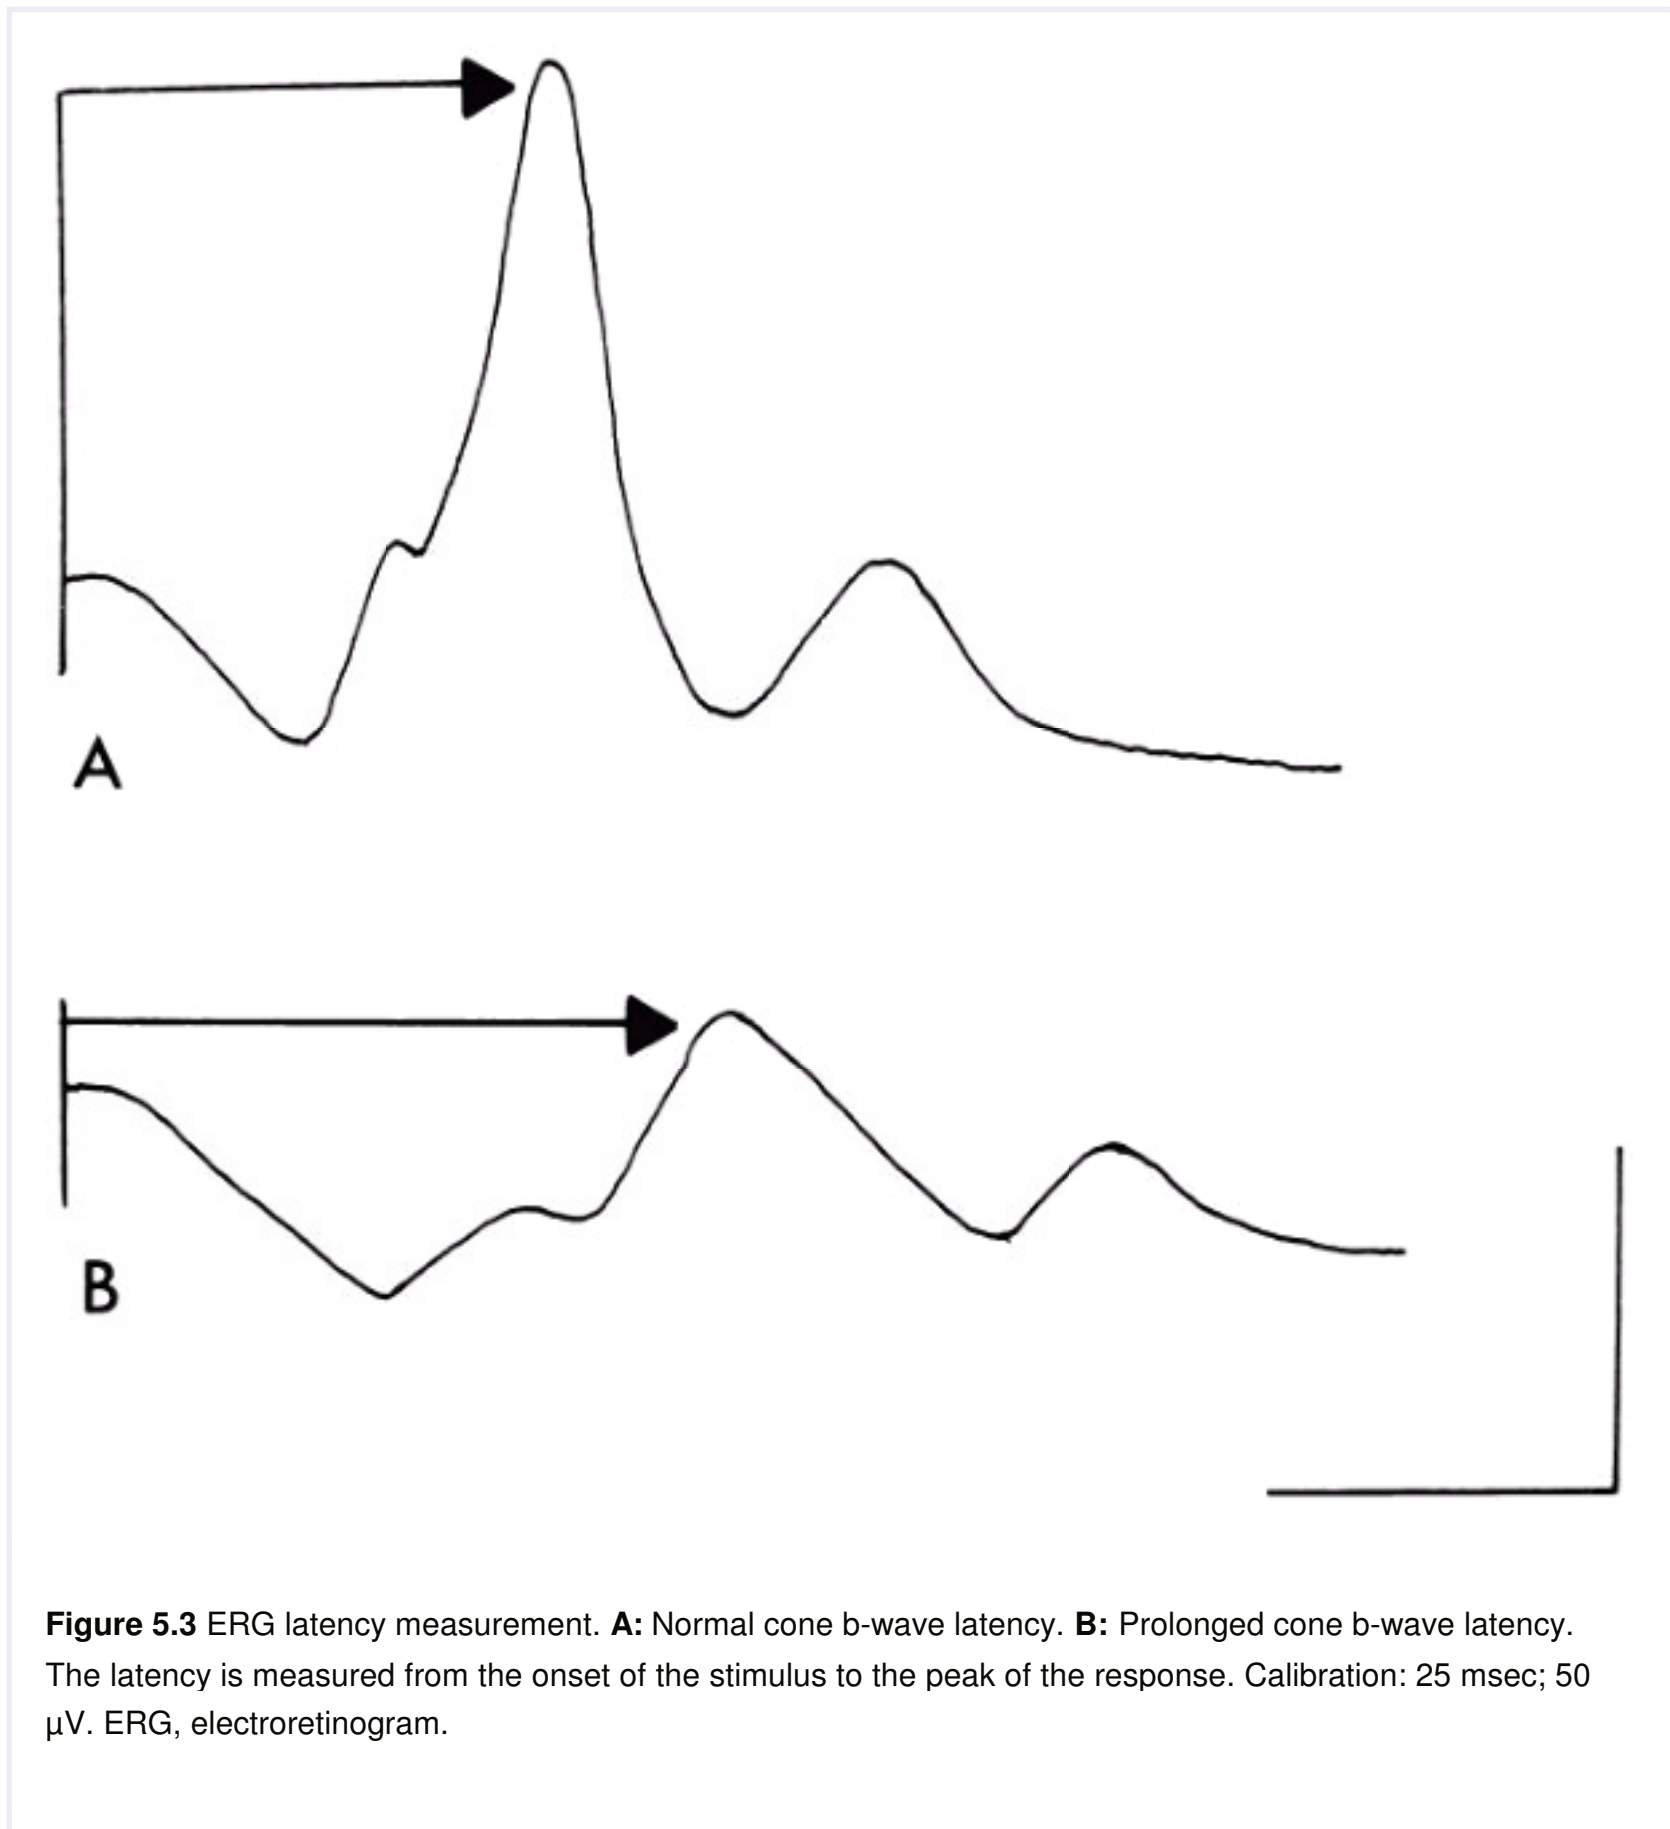 A
B
Figure 5.3 ERG latency measurement. A: Normal cone b-wave latency. B: Prolonged cone b-wave latency.
The latency is measured from the onset of the stimulus to the peak of the response. Calibration: 25 msec; 50
µV. ERG, electroretinogram.